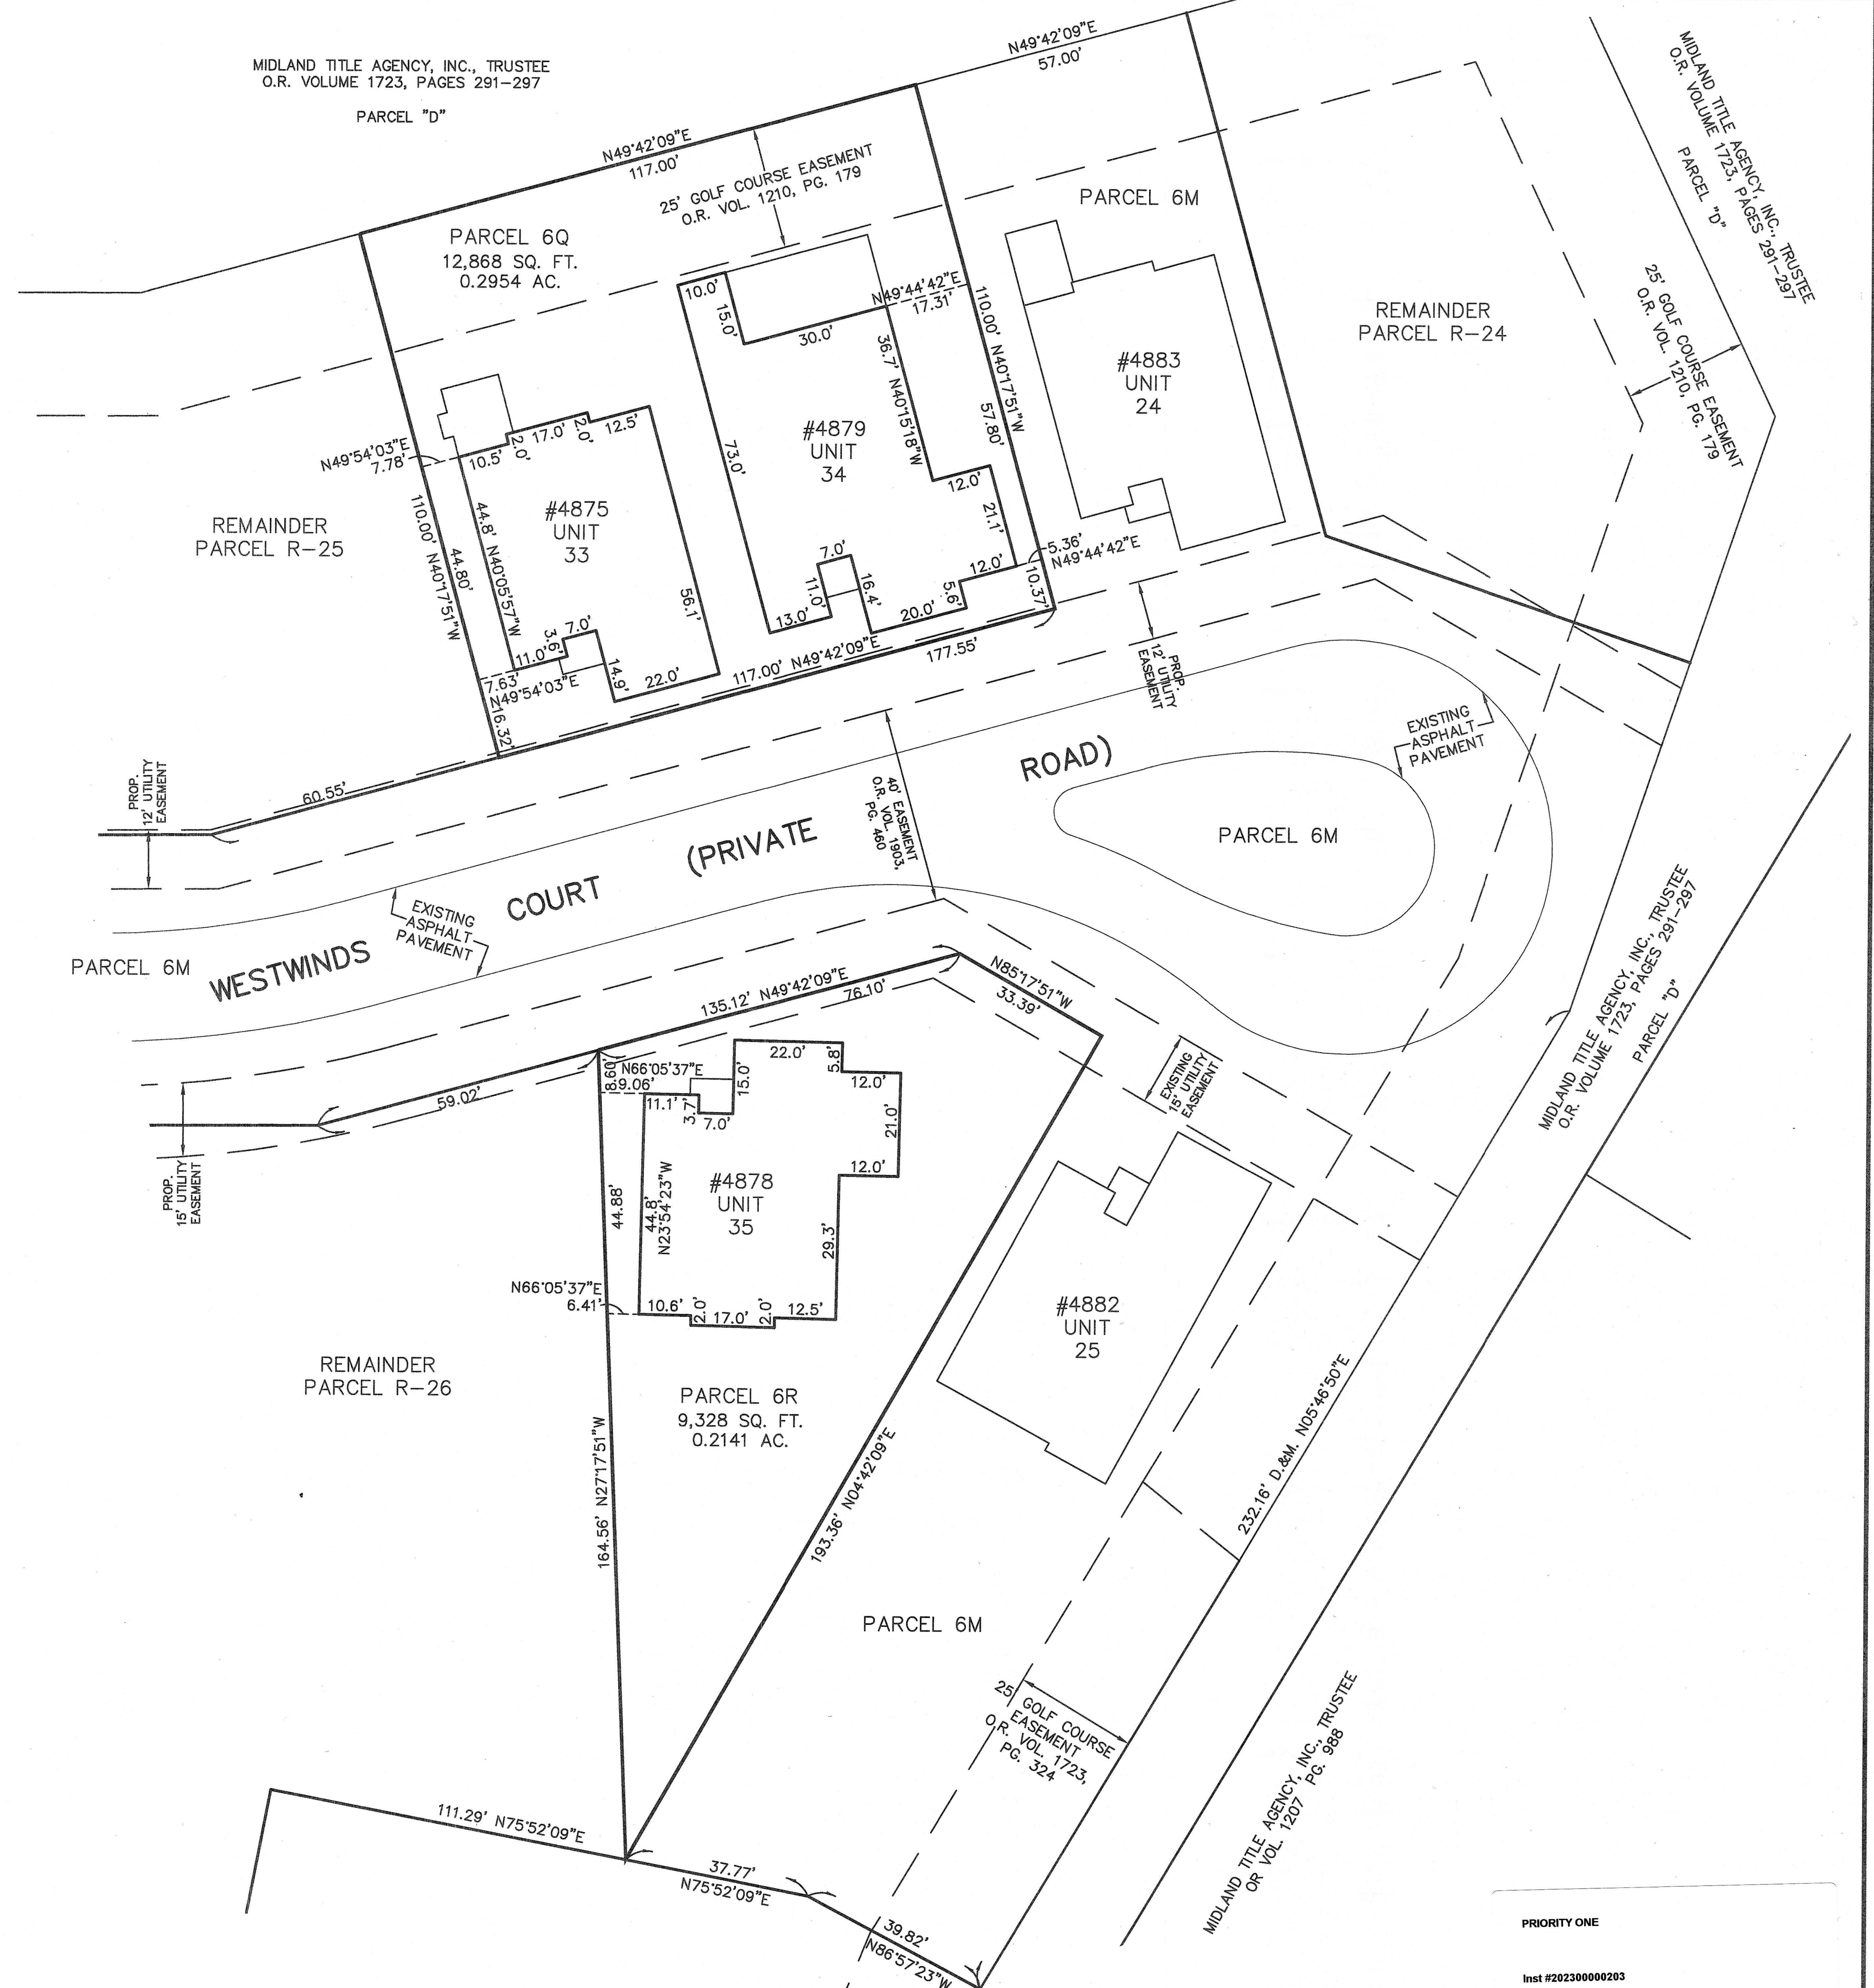 MIDLAND TITLE AGENCY, INC., TRUSTEE
O.R. VOLUME 1723, PAGES 291–297
PARCEL "D"
N49°42'09"E
57.00'
MIDLAND TITLE AGENCY, INC., TRUSTEE
O.R. VOLUME 1723, PAGES 291–297
PARCEL "D"
N49°42'09"E
117.00'
25' GOLF COURSE EASEMENT
O.R. VOL. 1210, PG. 179
PARCEL 6M
PARCEL 6Q
12,868 SQ. FT.
0.2954 AC.
10.0'
15.0'
30.0'
N49°44'42"E
17.31'
110.00' N40°17'51"W
57.80'
36.7' N40°15'18"W
73.0'
#4879
UNIT
34
12.0'
21.1'
12.0'
5.6'
20.0'
16.4'
7.0'
11.0'
13.0'
5.36'
N49°44'42"E
10.37'
#4883
UNIT
24
REMAINDER
PARCEL R–24
25' GOLF COURSE EASEMENT
O.R. VOL. 1210, PG. 179
N49°54'03"E
7.78'
10.5'
2.0'
17.0'
2.0'
12.5'
#4875
UNIT
33
44.8' N40°05'57"W
110.00' N40°17'51"W
44.80'
56.1'
REMAINDER
PARCEL R–25
11.0'
3.6'
7.0'
14.9'
22.0'
7.63'
N49°54'03"E
16.32'
117.00' N49°42'09"E
177.55'
PROP.
12' UTILITY
EASEMENT
60.55'
PROP.
12' UTILITY
EASEMENT
EXISTING
ASPHALT
PAVEMENT
40' EASEMENT
O.R. VOL. 1903,
PG. 460
WESTWINDS COURT (PRIVATE ROAD)
PARCEL 6M
EXISTING
ASPHALT
PAVEMENT
PARCEL 6M
MIDLAND TITLE AGENCY, INC., TRUSTEE
O.R. VOLUME 1723, PAGES 291–297
PARCEL "D"
135.12' N49°42'09"E
76.10'
N85°17'51"W
33.39'
59.02'
PROP.
15' UTILITY
EASEMENT
EXISTING
15' UTILITY
EASEMENT
8.60'
N66°05'37"E
9.06'
11.1'
3.7'
7.0'
15.0'
22.0'
5.8'
12.0'
21.0'
12.0'
29.3'
44.88'
44.8'
N23°54'23"W
#4878
UNIT
35
N66°05'37"E
6.41'
10.6'
2.0'
17.0'
2.0'
12.5'
#4882
UNIT
25
REMAINDER
PARCEL R–26
PARCEL 6R
9,328 SQ. FT.
0.2141 AC.
164.56' N27°17'51"W
193.36' N04°42'09"E
232.16' D.&M. N05°46'50"E
PARCEL 6M
25' GOLF COURSE
EASEMENT
O.R. VOL. 1723,
PG. 324
MIDLAND TITLE AGENCY, INC., TRUSTEE
OR VOL. 1207 PG. 988
111.29' N75°52'09"E
37.77'
N75°52'09"E
39.82'
N86°57'23"W
PRIORITY ONE
Inst #202300000203